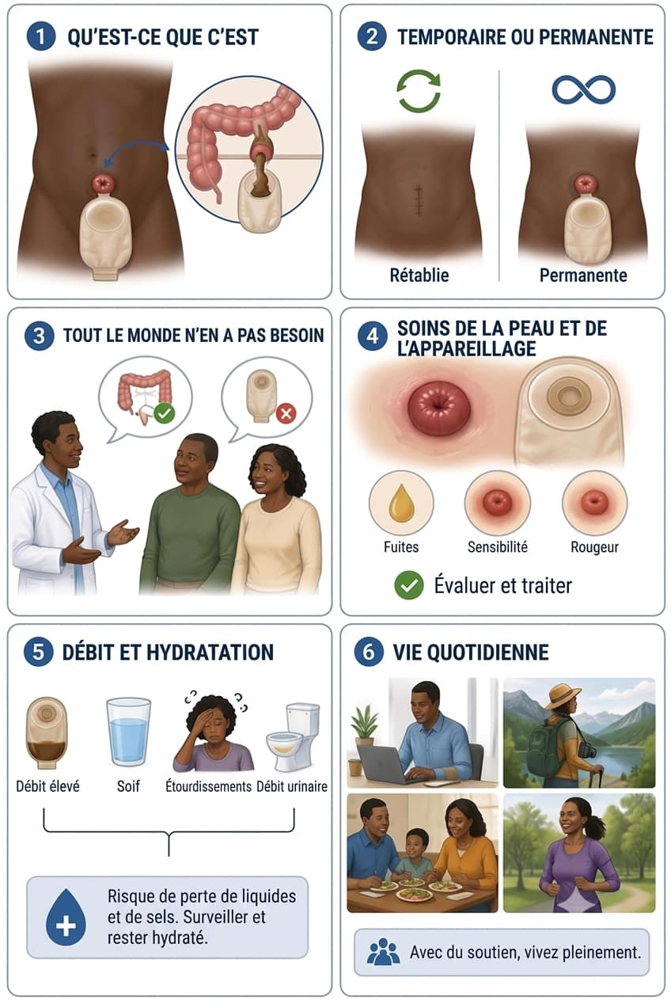 1 QU'EST-CE QUE C'EST
2 TEMPORAIRE OU PERMANENTE
Rétablie
Permanente
3 TOUT LE MONDE N'EN A PAS BESOIN
4 SOINS DE LA PEAU ET DE
L'APPAREILLAGE
Fuites
Sensibilité
Rougeur
Évaluer et traiter
5 DÉBIT ET HYDRATATION
Débit élevé
Soif
Étourdissements
Débit urinaire
Risque de perte de liquides
et de sels. Surveiller et
rester hydraté.
6 VIE QUOTIDIENNE
Avec du soutien, vivez pleinement.